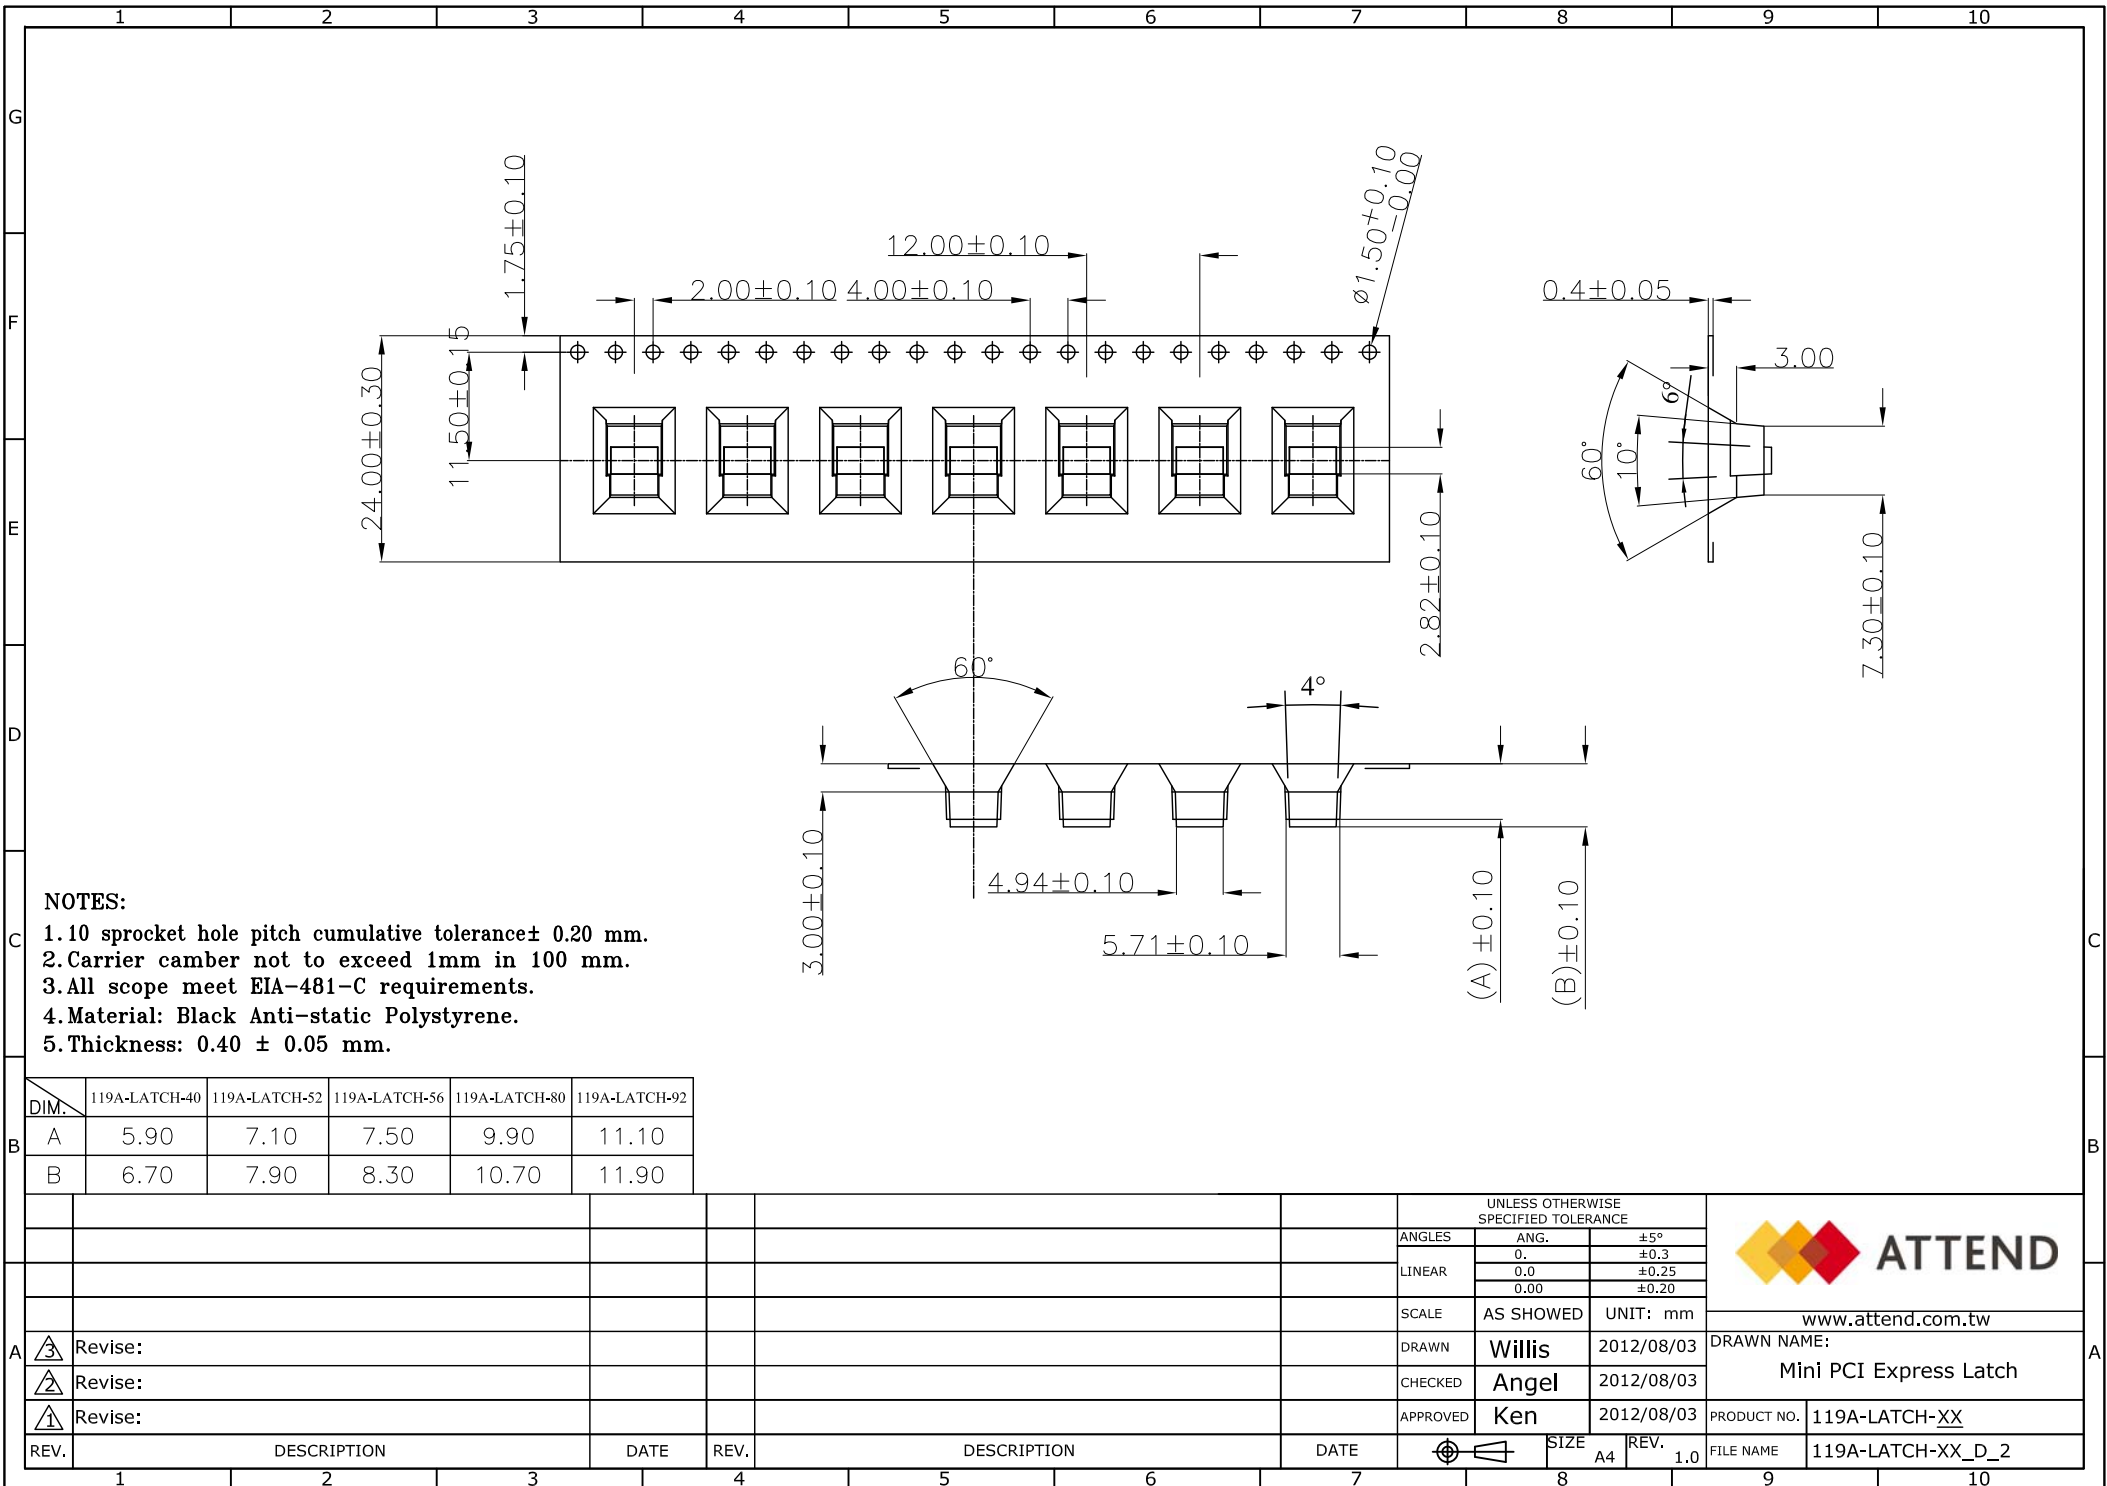 1 2 3 4 5 6 7 8 9 10
G
F
E
D
C
B
A
C
B
A
1.75±0.10
11.50±0.15
24.00±0.30
2.00±0.10
4.00±0.10
12.00±0.10
ø1.50+0.10
−0.00
2.82±0.10
0.4±0.05
3.00
6°
10°
60°
7.30±0.10
60°
4°
3.00±0.10
4.94±0.10
5.71±0.10
(A)±0.10
(B)±0.10
NOTES:
1.10 sprocket hole pitch cumulative tolerance± 0.20 mm.
2.Carrier camber not to exceed 1mm in 100 mm.
3.All scope meet EIA-481-C requirements.
4.Material: Black Anti-static Polystyrene.
5.Thickness: 0.40 ± 0.05 mm.
DIM. 119A-LATCH-40 119A-LATCH-52 119A-LATCH-56 119A-LATCH-80 119A-LATCH-92
A 5.90 7.10 7.50 9.90 11.10
B 6.70 7.90 8.30 10.70 11.90
UNLESS OTHERWISE
SPECIFIED TOLERANCE
ANGLES ANG. ±5°
LINEAR 0. ±0.3
0.0 ±0.25
0.00 ±0.20
SCALE AS SHOWED UNIT: mm
DRAWN Willis 2012/08/03
CHECKED Angel 2012/08/03
APPROVED Ken 2012/08/03
SIZE A4 REV. 1.0
ATTEND
www.attend.com.tw
DRAWN NAME:
Mini PCI Express Latch
PRODUCT NO. 119A-LATCH-XX
FILE NAME 119A-LATCH-XX_D_2
3 Revise:
2 Revise:
1 Revise:
REV. DESCRIPTION DATE REV. DESCRIPTION DATE
1 2 3 4 5 6 7 8 9 10